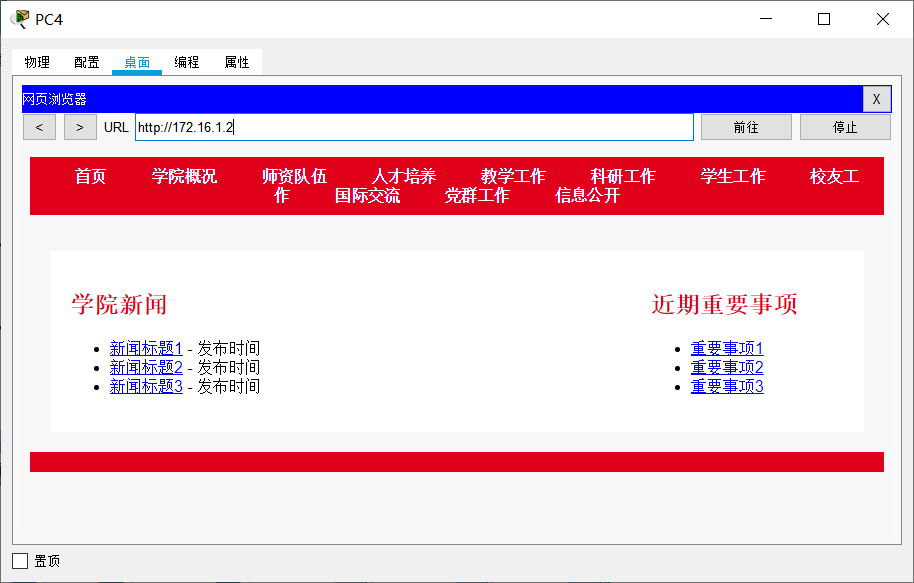 PC4
物理 配置 桌面 编程 属性
网页浏览器 X
< > URL http://172.16.1.2 前往 停止
首页 学院概况 师资队伍 人才培养 教学工作 科研工作 学生工作 校友工
作 国际交流 党群工作 信息公开
学院新闻 近期重要事项
• 新闻标题1 - 发布时间 • 重要事项1
• 新闻标题2 - 发布时间 • 重要事项2
• 新闻标题3 - 发布时间 • 重要事项3
置顶